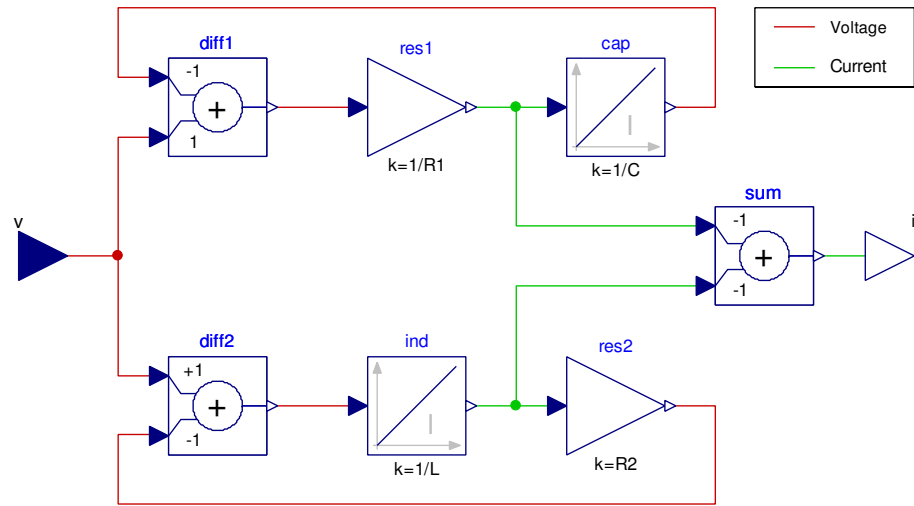 diff1
res1
cap
Voltage
Current
-1
+
1
I
k=1/R1
k=1/C
v
sum
-1
+
-1
i
diff2
ind
res2
+1
+
-1
I
k=1/L
k=R2